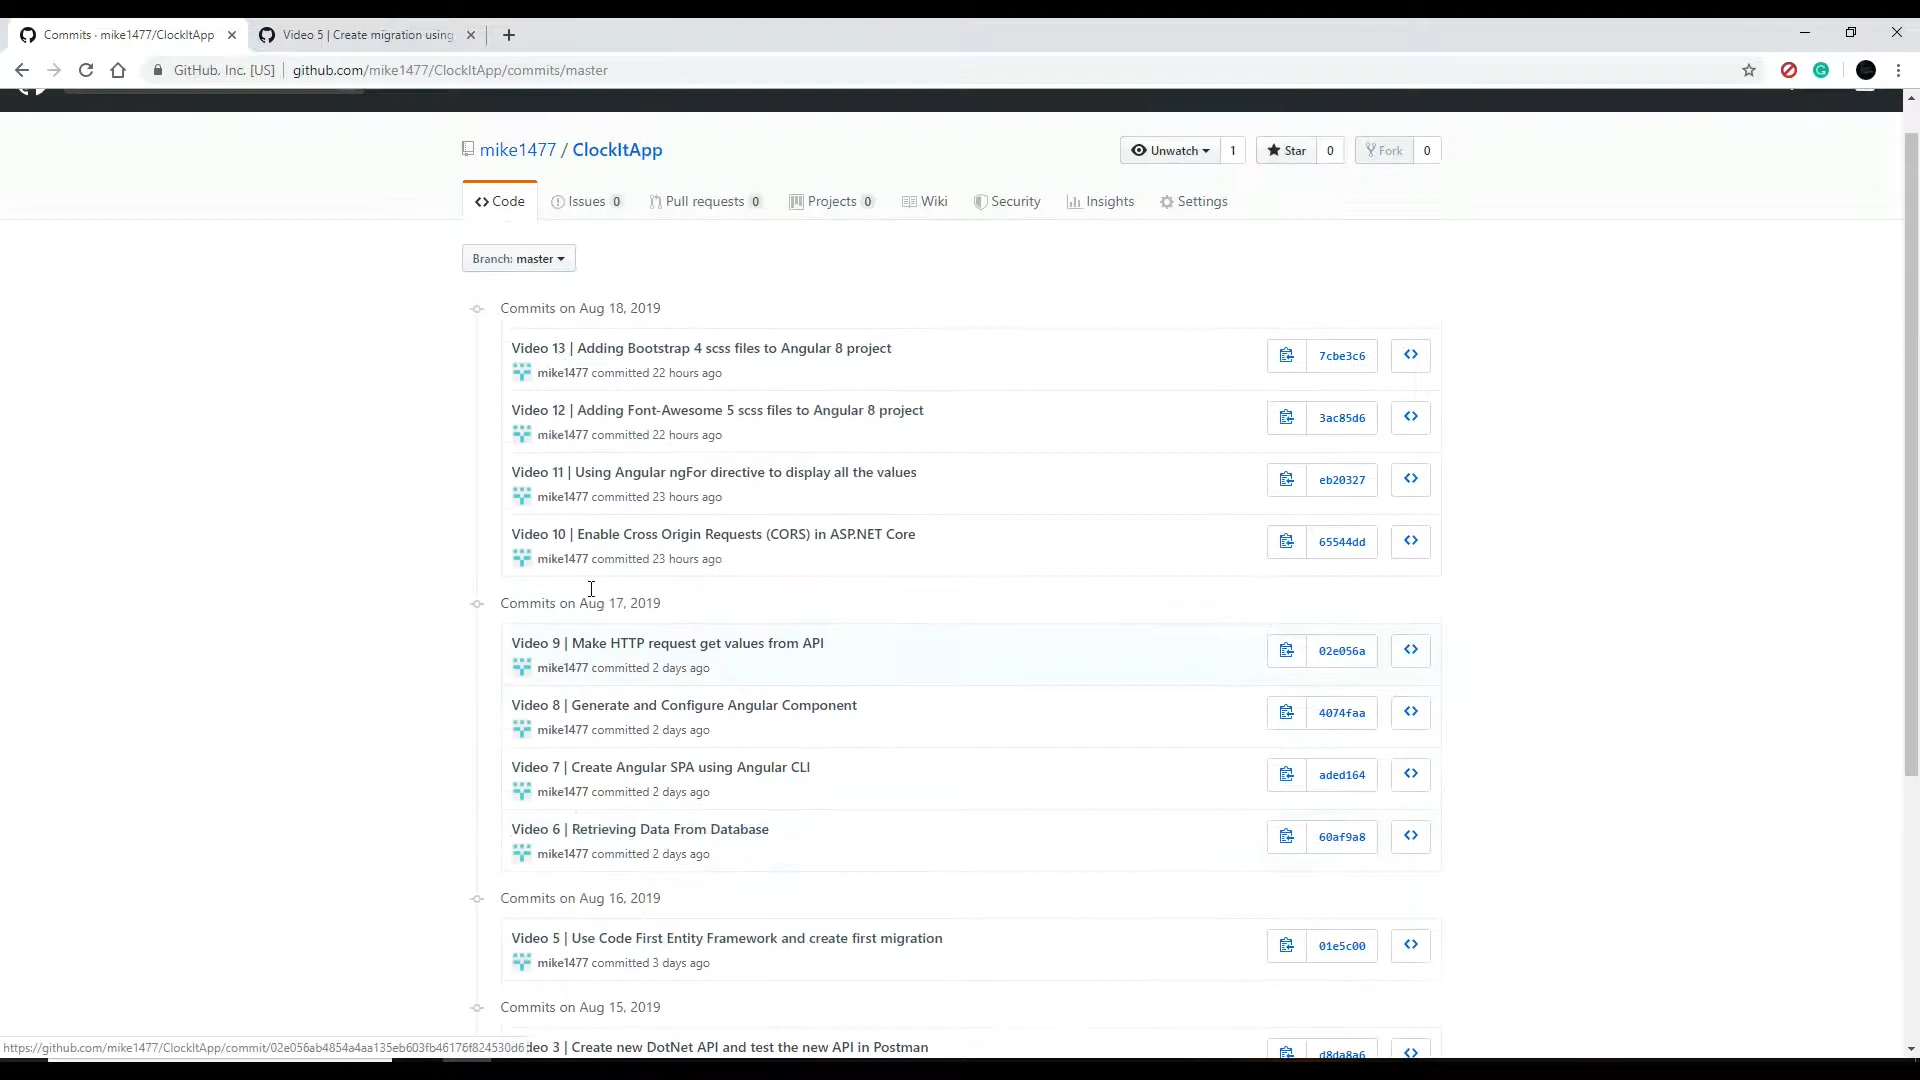 Commits · mike1477/ClockItApp
Video 5 | Create migration using
GitHub, Inc. [US]
github.com/mike1477/ClockItApp/commits/master
mike1477 / ClockItApp
Unwatch 1
Star 0
Fork 0
Code
Issues 0
Pull requests 0
Projects 0
Wiki
Security
Insights
Settings
Branch: master
Commits on Aug 18, 2019
Video 13 | Adding Bootstrap 4 scss files to Angular 8 project
7cbe3c6
mike1477 committed 22 hours ago
Video 12 | Adding Font-Awesome 5 scss files to Angular 8 project
3ac85d6
mike1477 committed 22 hours ago
Video 11 | Using Angular ngFor directive to display all the values
eb20327
mike1477 committed 23 hours ago
Video 10 | Enable Cross Origin Requests (CORS) in ASP.NET Core
65544dd
mike1477 committed 23 hours ago
Commits on Aug 17, 2019
Video 9 | Make HTTP request get values from API
02e056a
mike1477 committed 2 days ago
Video 8 | Generate and Configure Angular Component
4074faa
mike1477 committed 2 days ago
Video 7 | Create Angular SPA using Angular CLI
aded164
mike1477 committed 2 days ago
Video 6 | Retrieving Data From Database
60af9a8
mike1477 committed 2 days ago
Commits on Aug 16, 2019
Video 5 | Use Code First Entity Framework and create first migration
01e5c00
mike1477 committed 3 days ago
Commits on Aug 15, 2019
https://github.com/mike1477/ClockItApp/commit/02e056ab4854a4aa135eb603fb46176f824530d6
deo 3 | Create new DotNet API and test the new API in Postman
d8da8a6